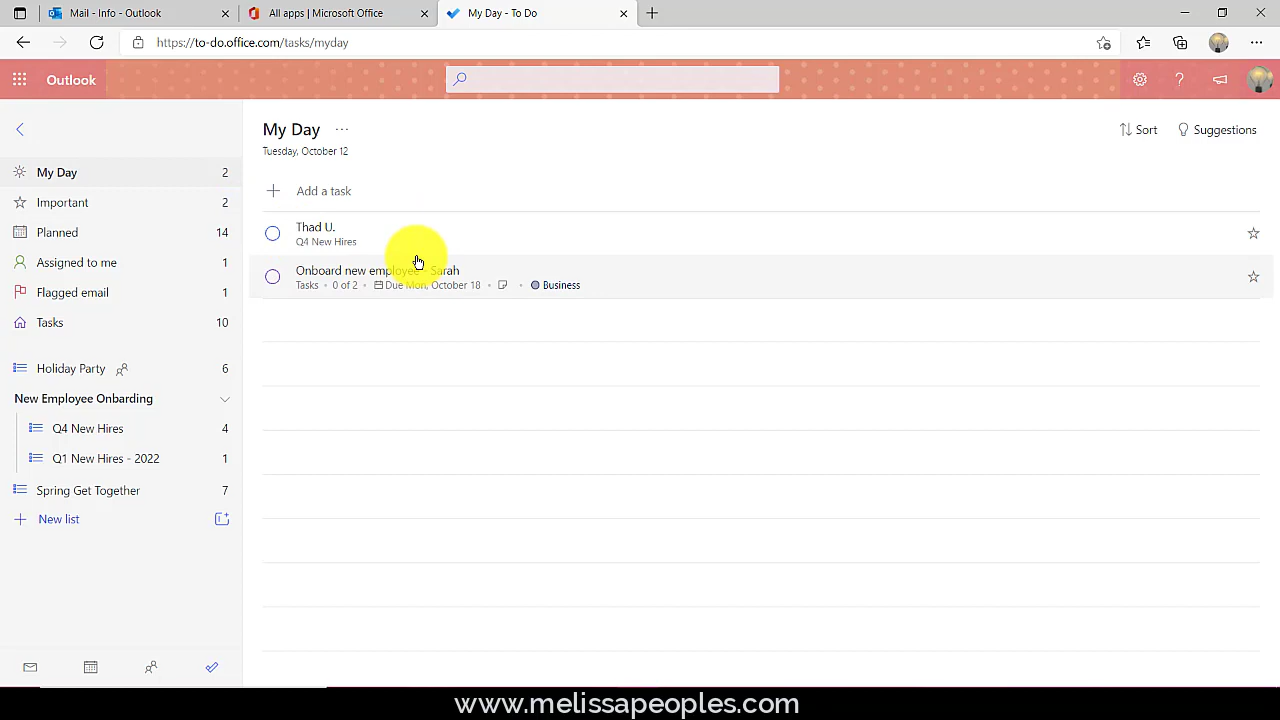 Mail - Info - Outlook
All apps | Microsoft Office
My Day - To Do
https://to-do.office.com/tasks/myday
Outlook
My Day
Tuesday, October 12
Sort
Suggestions
Add a task
Thad U.
Q4 New Hires
Onboard new employee - Sarah
Tasks • 0 of 2 • Due Mon, October 18 • • Business
My Day 2
Important 2
Planned 14
Assigned to me 1
Flagged email 1
Tasks 10
Holiday Party 6
New Employee Onbarding
Q4 New Hires 4
Q1 New Hires - 2022 1
Spring Get Together 7
New list
www.melissapeoples.com